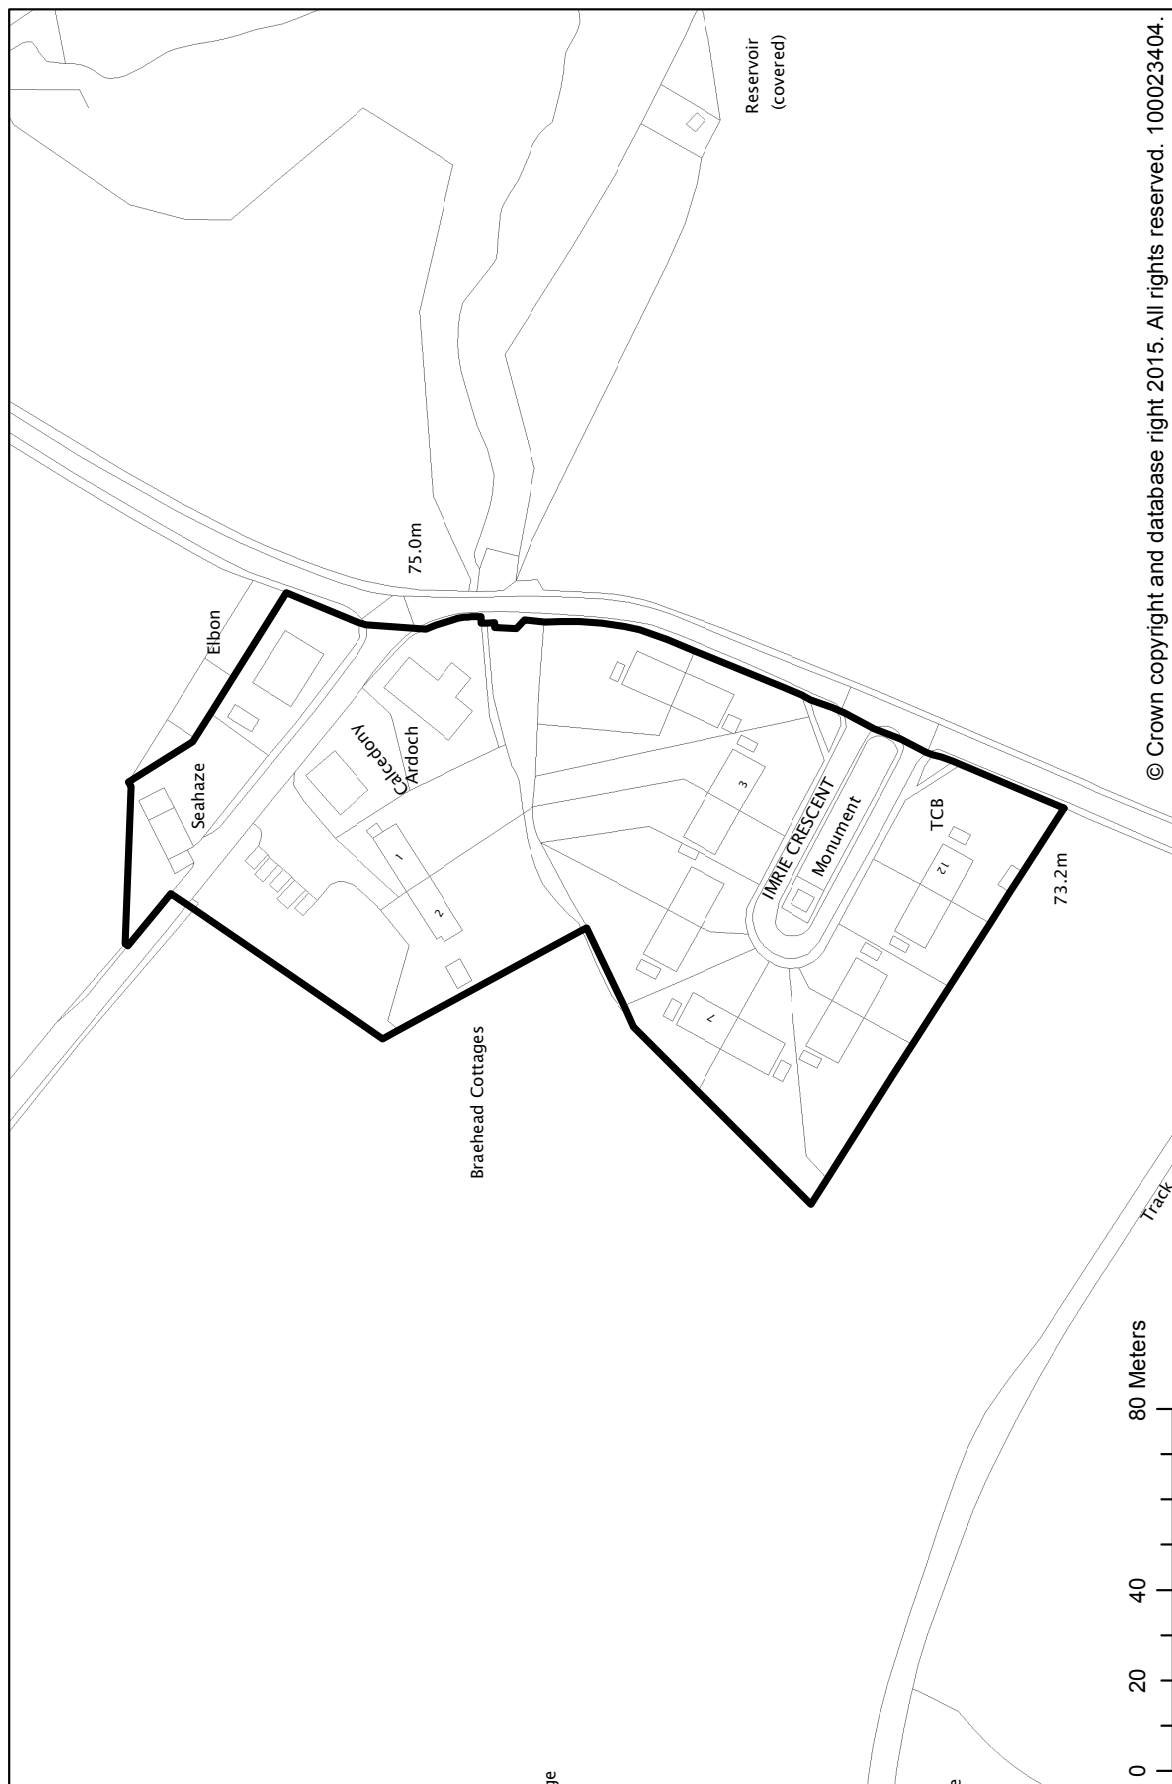 Elbon
Seahaze
75.0m
Calcedony
Ardoch
1
2
Braehead Cottages
Reservoir
(covered)
3
IMRIE CRESCENT
Monument
TCB
7
12
73.2m
Track
0 20 40 80 Meters
© Crown copyright and database right 2015. All rights reserved. 100023404.